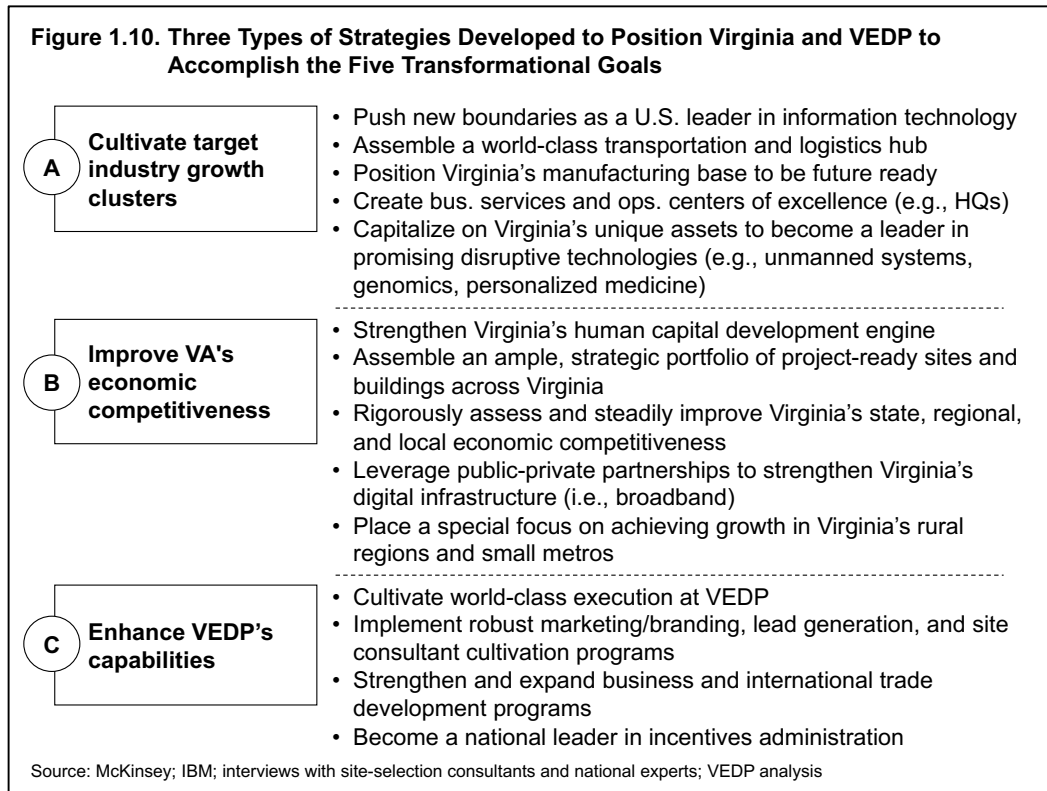 Figure 1.10. Three Types of Strategies Developed to Position Virginia and VEDP to
Accomplish the Five Transformational Goals
A
Cultivate target
industry growth
clusters
• Push new boundaries as a U.S. leader in information technology
• Assemble a world-class transportation and logistics hub
• Position Virginia’s manufacturing base to be future ready
• Create bus. services and ops. centers of excellence (e.g., HQs)
• Capitalize on Virginia’s unique assets to become a leader in
promising disruptive technologies (e.g., unmanned systems,
genomics, personalized medicine)
B
Improve VA's
economic
competitiveness
• Strengthen Virginia’s human capital development engine
• Assemble an ample, strategic portfolio of project-ready sites and
buildings across Virginia
• Rigorously assess and steadily improve Virginia’s state, regional,
and local economic competitiveness
• Leverage public-private partnerships to strengthen Virginia’s
digital infrastructure (i.e., broadband)
• Place a special focus on achieving growth in Virginia’s rural
regions and small metros
C
Enhance VEDP’s
capabilities
• Cultivate world-class execution at VEDP
• Implement robust marketing/branding, lead generation, and site
consultant cultivation programs
• Strengthen and expand business and international trade
development programs
• Become a national leader in incentives administration
Source: McKinsey; IBM; interviews with site-selection consultants and national experts; VEDP analysis